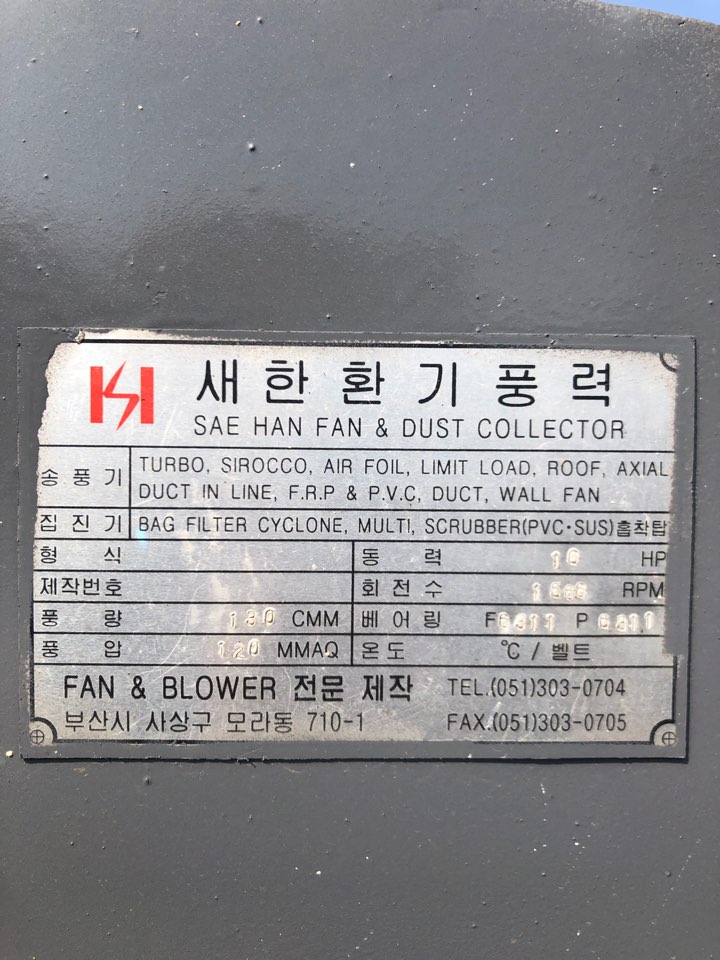 새한환기풍력
SAE HAN FAN & DUST COLLECTOR
송풍기 TURBO, SIROCCO, AIR FOIL, LIMIT LOAD, ROOF, AXIAL
DUCT IN LINE, F.R.P & P.V.C, DUCT, WALL FAN
집진기 BAG FILTER CYCLONE, MULTI, SCRUBBER(PVC·SUS)흡착탑
형식 동력 10 HP
제작번호 회전수 RPM
풍량 CMM 베어링
풍압 120 MMAQ 온도 ℃ / 벨트
FAN & BLOWER 전문 제작 TEL.(051)303-0704
부산시 사상구 모라동 710-1 FAX.(051)303-0705